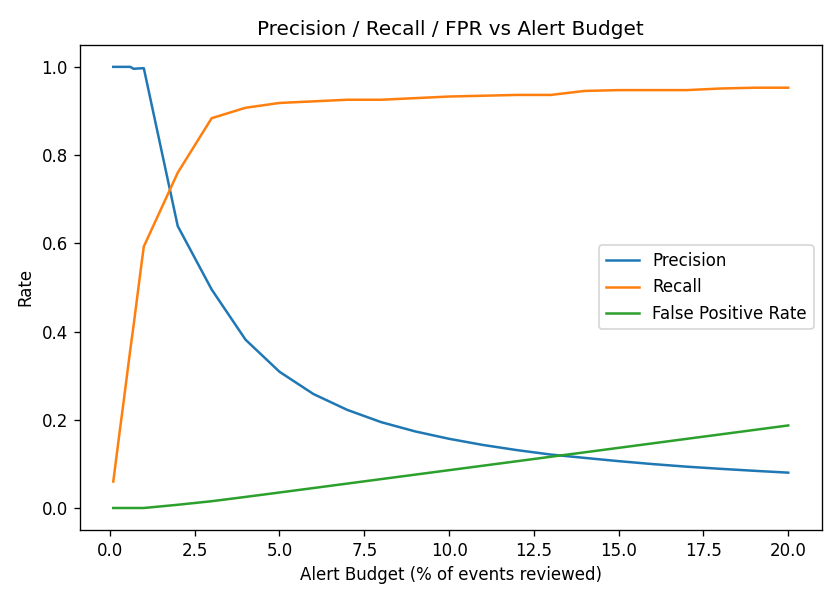 Precision / Recall / FPR vs Alert Budget
1.0
0.8
0.6
0.4
0.2
0.0
Rate
Precision
Recall
False Positive Rate
0.0 2.5 5.0 7.5 10.0 12.5 15.0 17.5 20.0
Alert Budget (% of events reviewed)